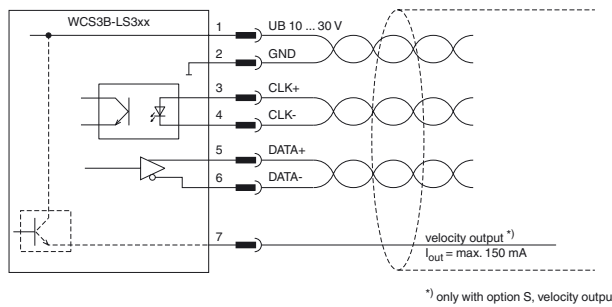 WCS3B-LS3xx
1 UB 10 ... 30 V
2 GND
3 CLK+
4 CLK-
5 DATA+
6 DATA-
7
velocity output *)
Iout = max. 150 mA
*) only with option S, velocity outpu